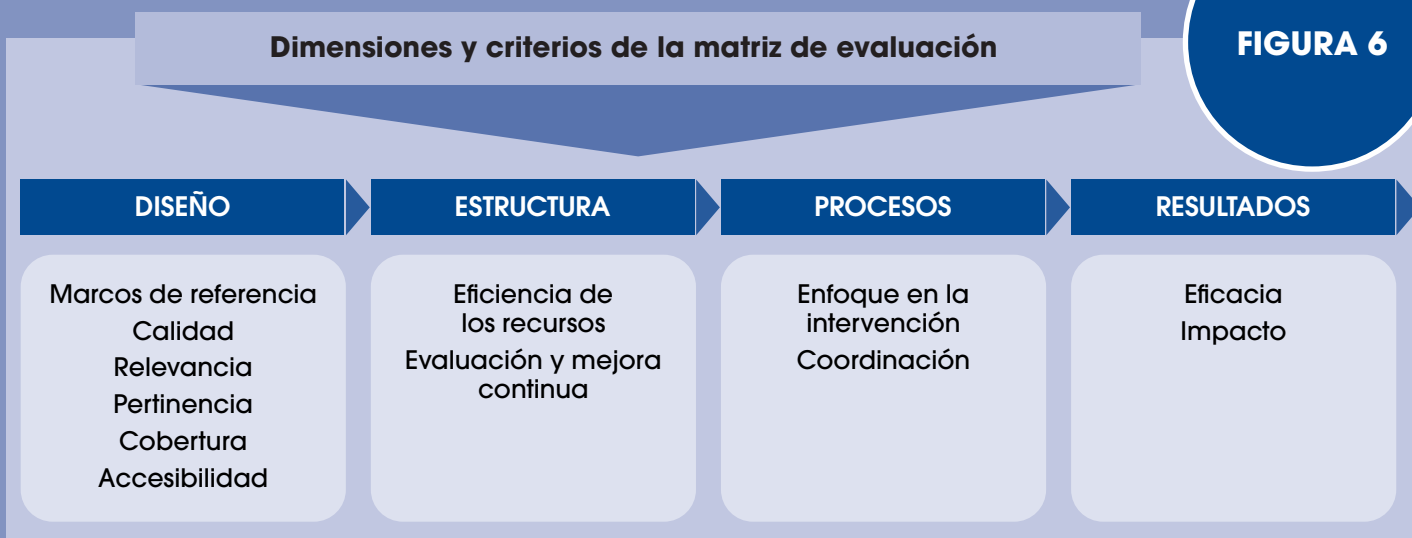 Dimensiones y criterios de la matriz de evaluación
FIGURA 6
DISEÑO
Marcos de referencia
Calidad
Relevancia
Pertinencia
Cobertura
Accesibilidad
ESTRUCTURA
Eficiencia de
los recursos
Evaluación y mejora
continua
PROCESOS
Enfoque en la
intervención
Coordinación
RESULTADOS
Eficacia
Impacto